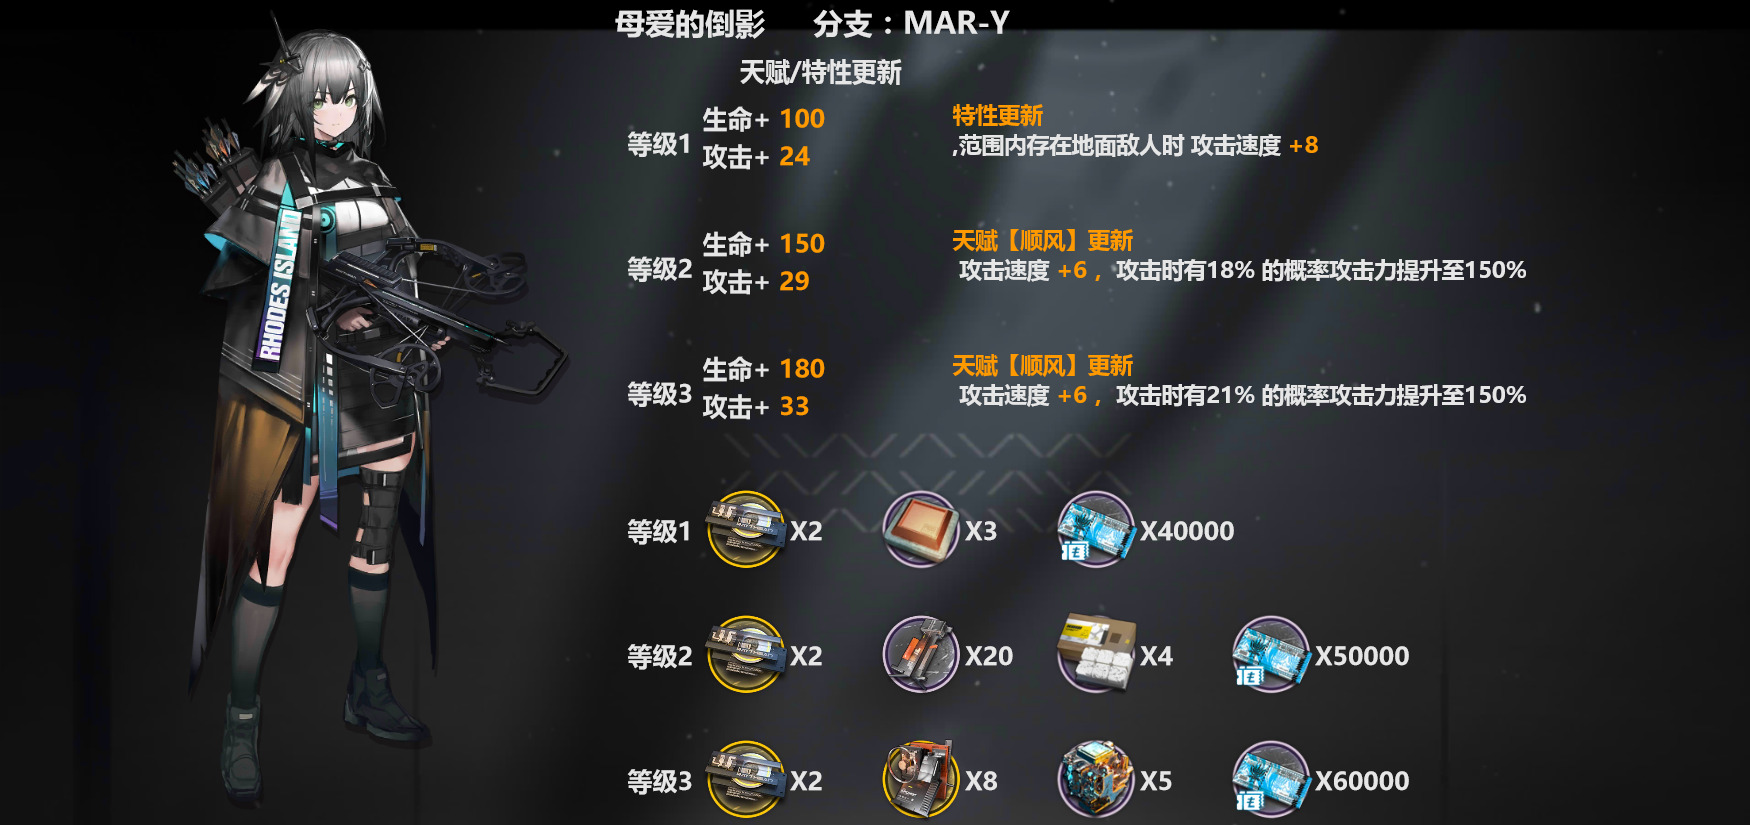 母爱的倒影 分支：MAR-Y
天赋/特性更新
等级1
生命+ 100
攻击+ 24
特性更新
,范围内存在地面敌人时 攻击速度 +8
等级2
生命+ 150
攻击+ 29
天赋【顺风】更新
攻击速度 +6， 攻击时有18% 的概率攻击力提升至150%
等级3
生命+ 180
攻击+ 33
天赋【顺风】更新
攻击速度 +6， 攻击时有21% 的概率攻击力提升至150%
RHODES ISLAND
等级1 X2 X3 X40000
等级2 X2 X20 X4 X50000
等级3 X2 X8 X5 X60000